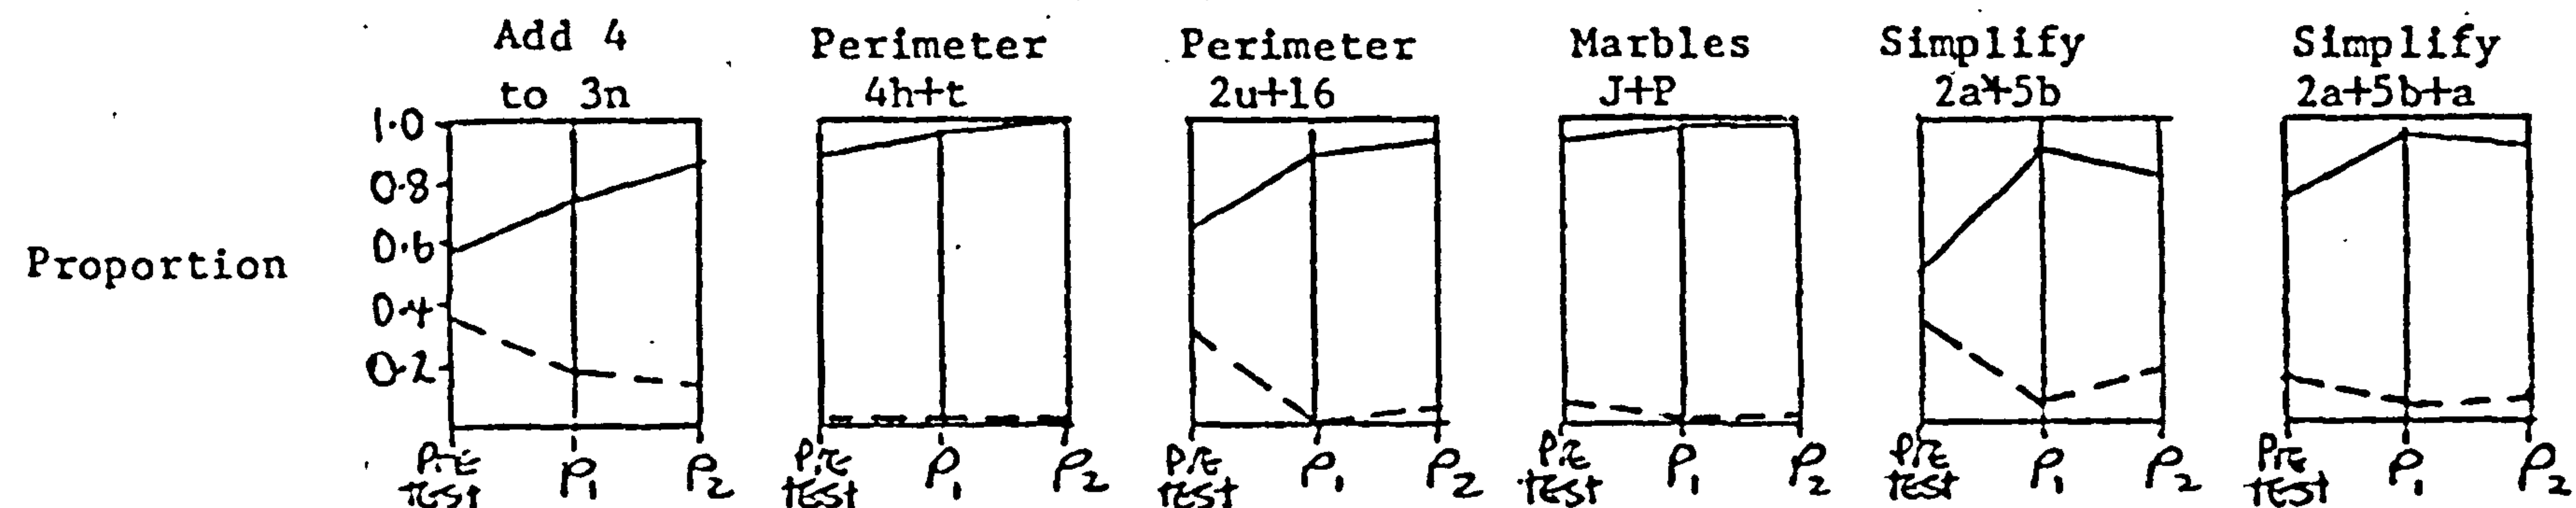 Add 4
to 3n
Perimeter
4h+t
Perimeter
2u+16
Marbles
J+P
Simplify
2a+5b
Simplify
2a+5b+a
Proportion
1.0
0.8
0.6
0.4
0.2
PRE TEST P1 P2
PRE TEST P1 P2
PRE TEST P1 P2
PRE TEST P1 P2
PRE TEST P1 P2
PRE TEST P1 P2